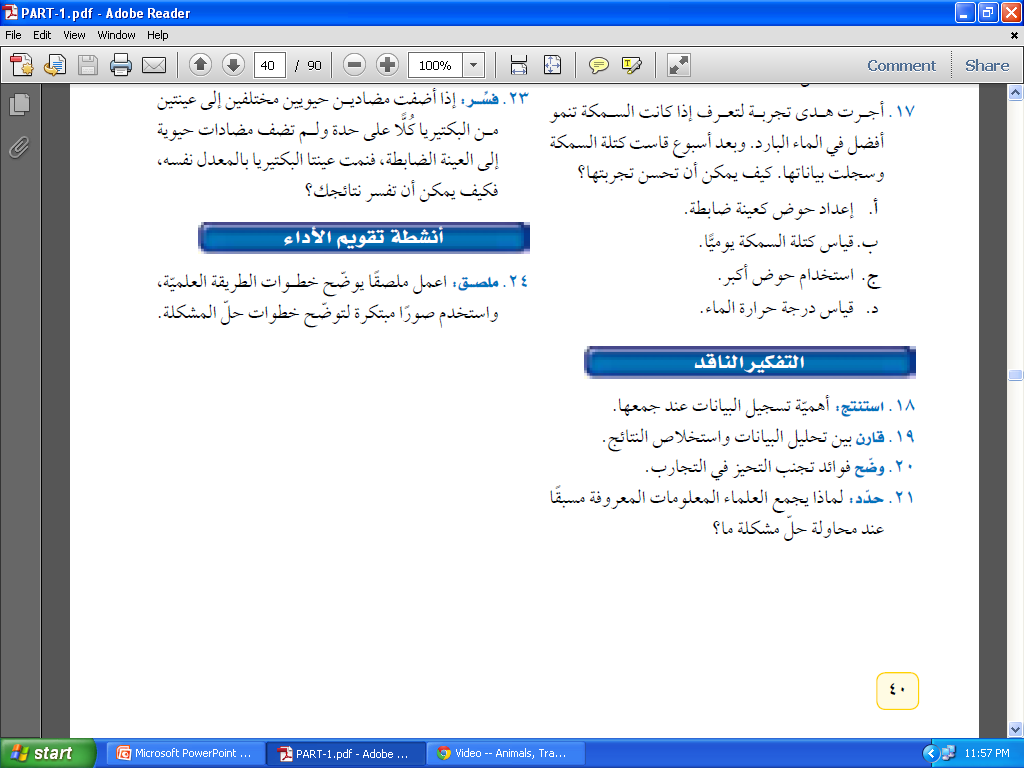 PART-1.pdf - Adobe Reader
File Edit View Window Help
40 / 90 100% Comment Share
١٧. أجرت هدى تجربة لتعرف إذا كانت السمكة تنمو
أفضل في الماء البارد. وبعد أسبوع قاست كتلة السمكة
وسجلت بياناتها. كيف يمكن أن تحسن تجربتها؟
أ. إعداد حوض كعينة ضابطة.
ب. قياس كتلة السمكة يوميًّا.
ج. استخدام حوض أكبر.
د. قياس درجة حرارة الماء.
التفكير الناقد
١٨. استنتج: أهميّة تسجيل البيانات عند جمعها.
١٩. قارن بين تحليل البيانات واستخلاص النتائج.
٢٠. وضّح فوائد تجنب التحيز في التجارب.
٢١. حدّد: لماذا يجمع العلماء المعلومات المعروفة مسبقًا
عند محاولة حلّ مشكلة ما؟
٢٣. فسّر: إذا أضفت مضادين حيويين مختلفين إلى عينتين
من البكتيريا كُلًّا على حدة ولم تضف مضادات حيوية
إلى العينة الضابطة، فنمت عينتا البكتيريا بالمعدل نفسه،
فكيف يمكن أن تفسر نتائجك؟
أنشطة تقويم الأداء
٢٤. ملصق: اعمل ملصقًا يوضّح خطوات الطريقة العلميّة،
واستخدم صورًا مبتكرة لتوضّح خطوات حلّ المشكلة.
٤٠
start Microsoft PowerPoint ... PART-1.pdf - Adobe ... Video -- Animals, Tra... 11:57 PM